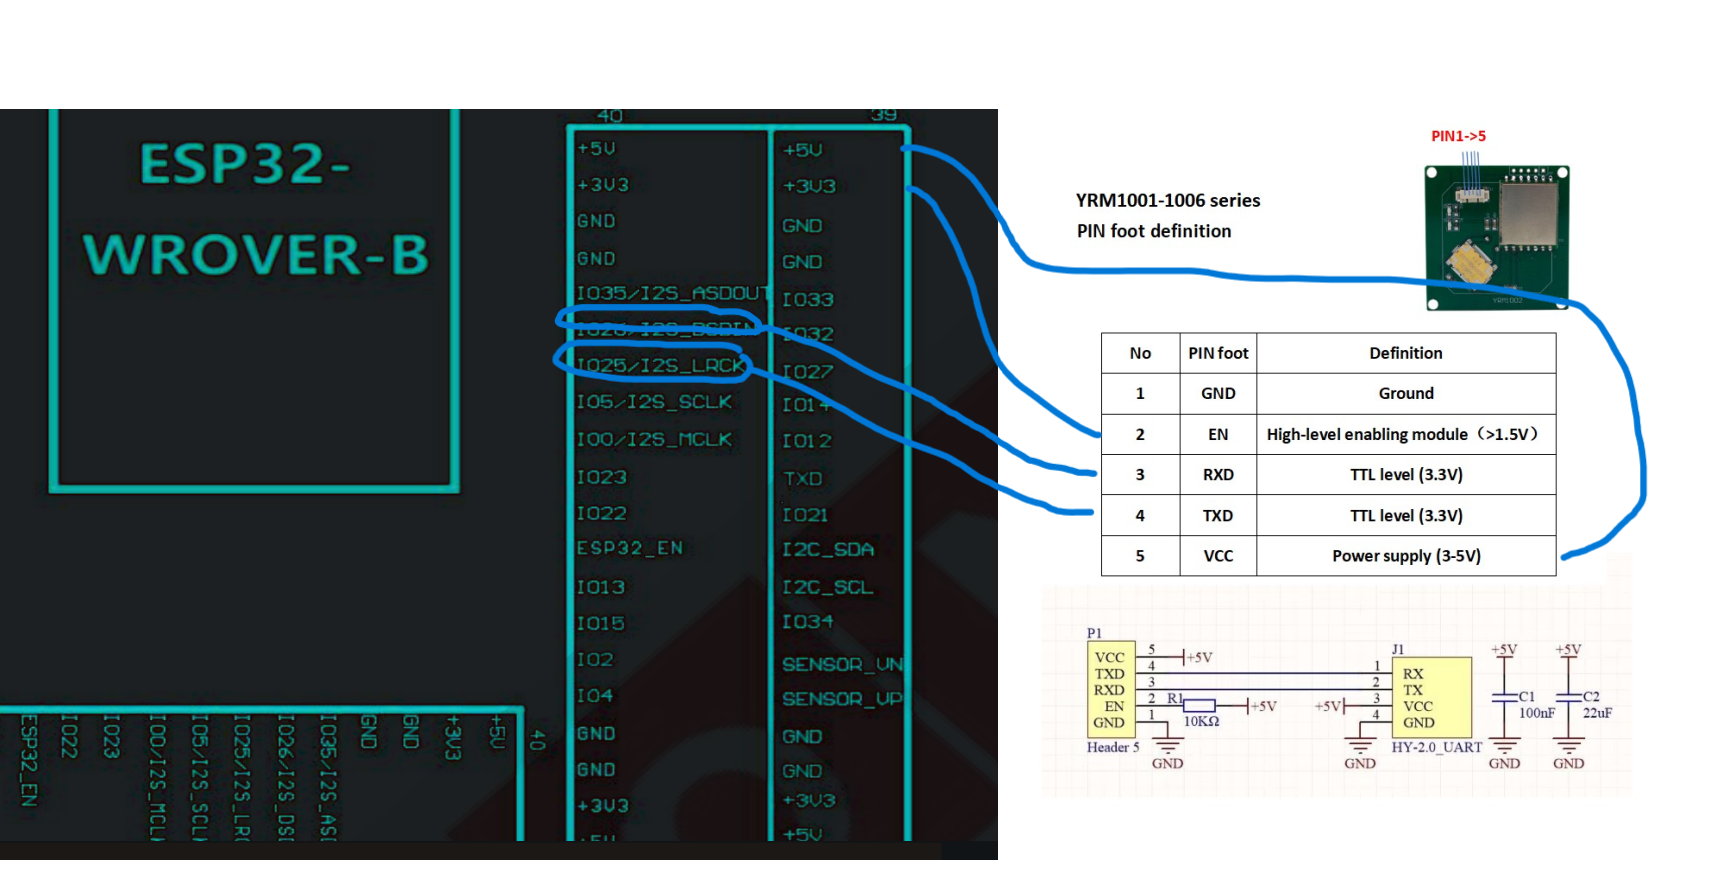 ESP32-
WROVER-B
40
39
+5V
+5V
+3V3
+3V3
GND
GND
GND
GND
IO35/I2S_ASDOUT
IO33
IO26/I2S_DSDIN
IO32
IO25/I2S_LRCK
IO27
IO5/I2S_SCLK
IO14
IO0/I2S_MCLK
IO12
IO23
TXD
IO22
IO21
ESP32_EN
I2C_SDA
IO13
I2C_SCL
IO15
IO34
IO2
SENSOR_VN
IO4
SENSOR_VP
GND
GND
GND
GND
+3V3
+3V3
+5V
+5V
ESP32_EN
IO22
IO23
IO0/I2S_MCLK
IO5/I2S_SCLK
IO25/I2S_LRC
IO26/I2S_DSD
IO35/I2S_ASD
GND
GND
+3V3
+5V
40
PIN1->5
YRM1001-1006 series
PIN foot definition
YRM1002
No PIN foot Definition
1 GND Ground
2 EN High-level enabling module（>1.5V）
3 RXD TTL level (3.3V)
4 TXD TTL level (3.3V)
5 VCC Power supply (3-5V)
P1
VCC 5 +5V
TXD 4
RXD 3
EN 2 R1 +5V
10KΩ
GND 1
Header 5
GND
J1
1 RX
2 TX
+5V 3 VCC
4 GND
HY-2.0_UART
GND
+5V
C1
100nF
GND
+5V
C2
22uF
GND